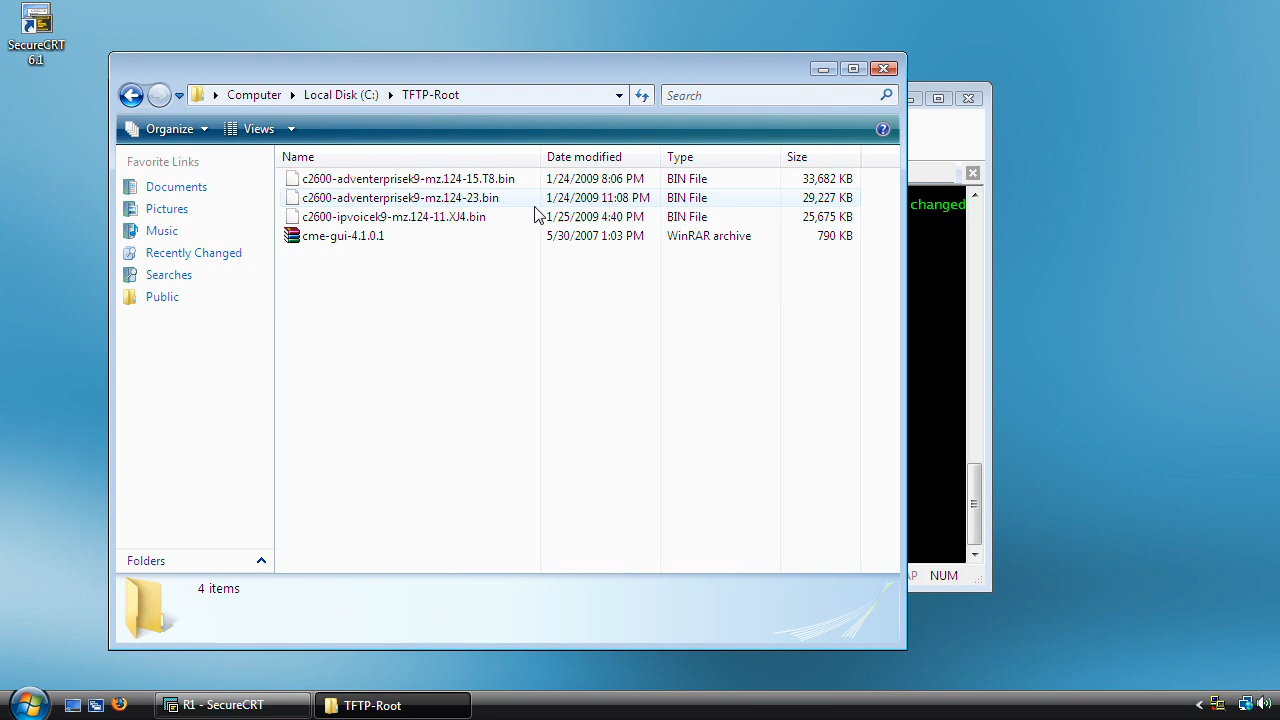 SecureCRT
6.1
Computer
Local Disk (C:)
TFTP-Root
Search
Organize
Views
Favorite Links
Documents
Pictures
Music
Recently Changed
Searches
Public
Folders
Name Date modified Type Size
c2600-adventerprisek9-mz.124-15.T8.bin 1/24/2009 8:06 PM BIN File 33,682 KB
c2600-adventerprisek9-mz.124-23.bin 1/24/2009 11:08 PM BIN File 29,227 KB
c2600-ipvoicek9-mz.124-11.XJ4.bin 1/25/2009 4:40 PM BIN File 25,675 KB
cme-gui-4.1.0.1 5/30/2007 1:03 PM WinRAR archive 790 KB
4 items
changed
AP NUM
R1 - SecureCRT
TFTP-Root